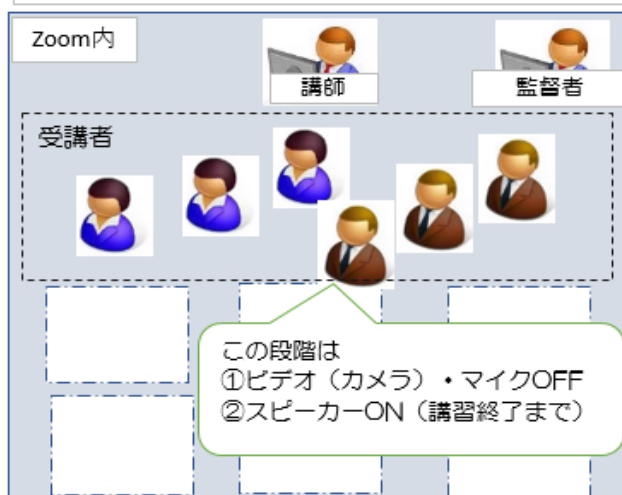 Zoom内
講師
監督者
受講者
この段階は
①ビデオ（カメラ）・マイクOFF
②スピーカーON（講習終了まで）